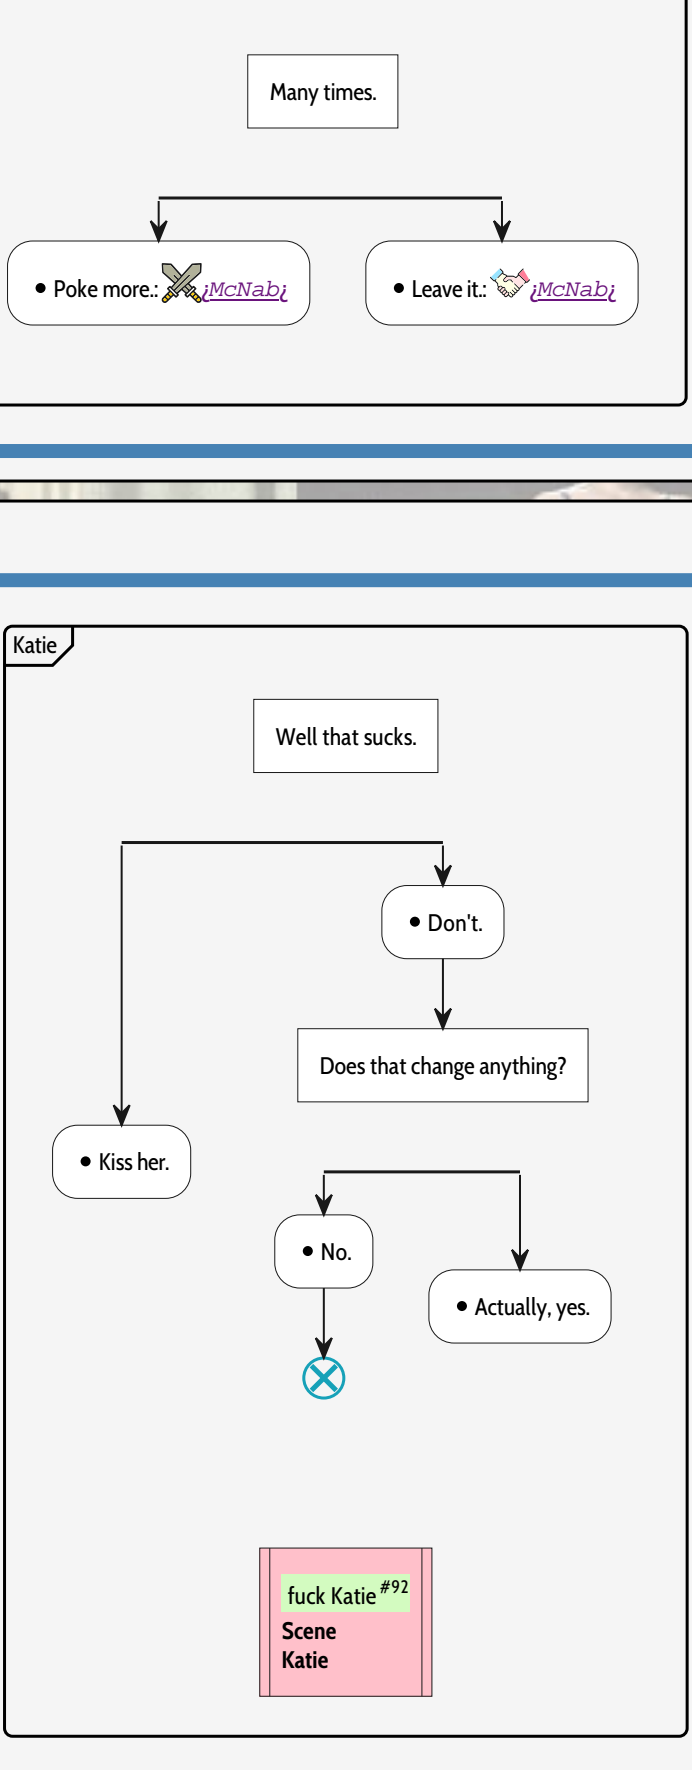 Many times.
• Poke more.: ¿McNab¿
• Leave it.: ¿McNab¿
Katie
Well that sucks.
• Don't.
Does that change anything?
• Kiss her.
• No.
• Actually, yes.
fuck Katie #92
Scene
Katie